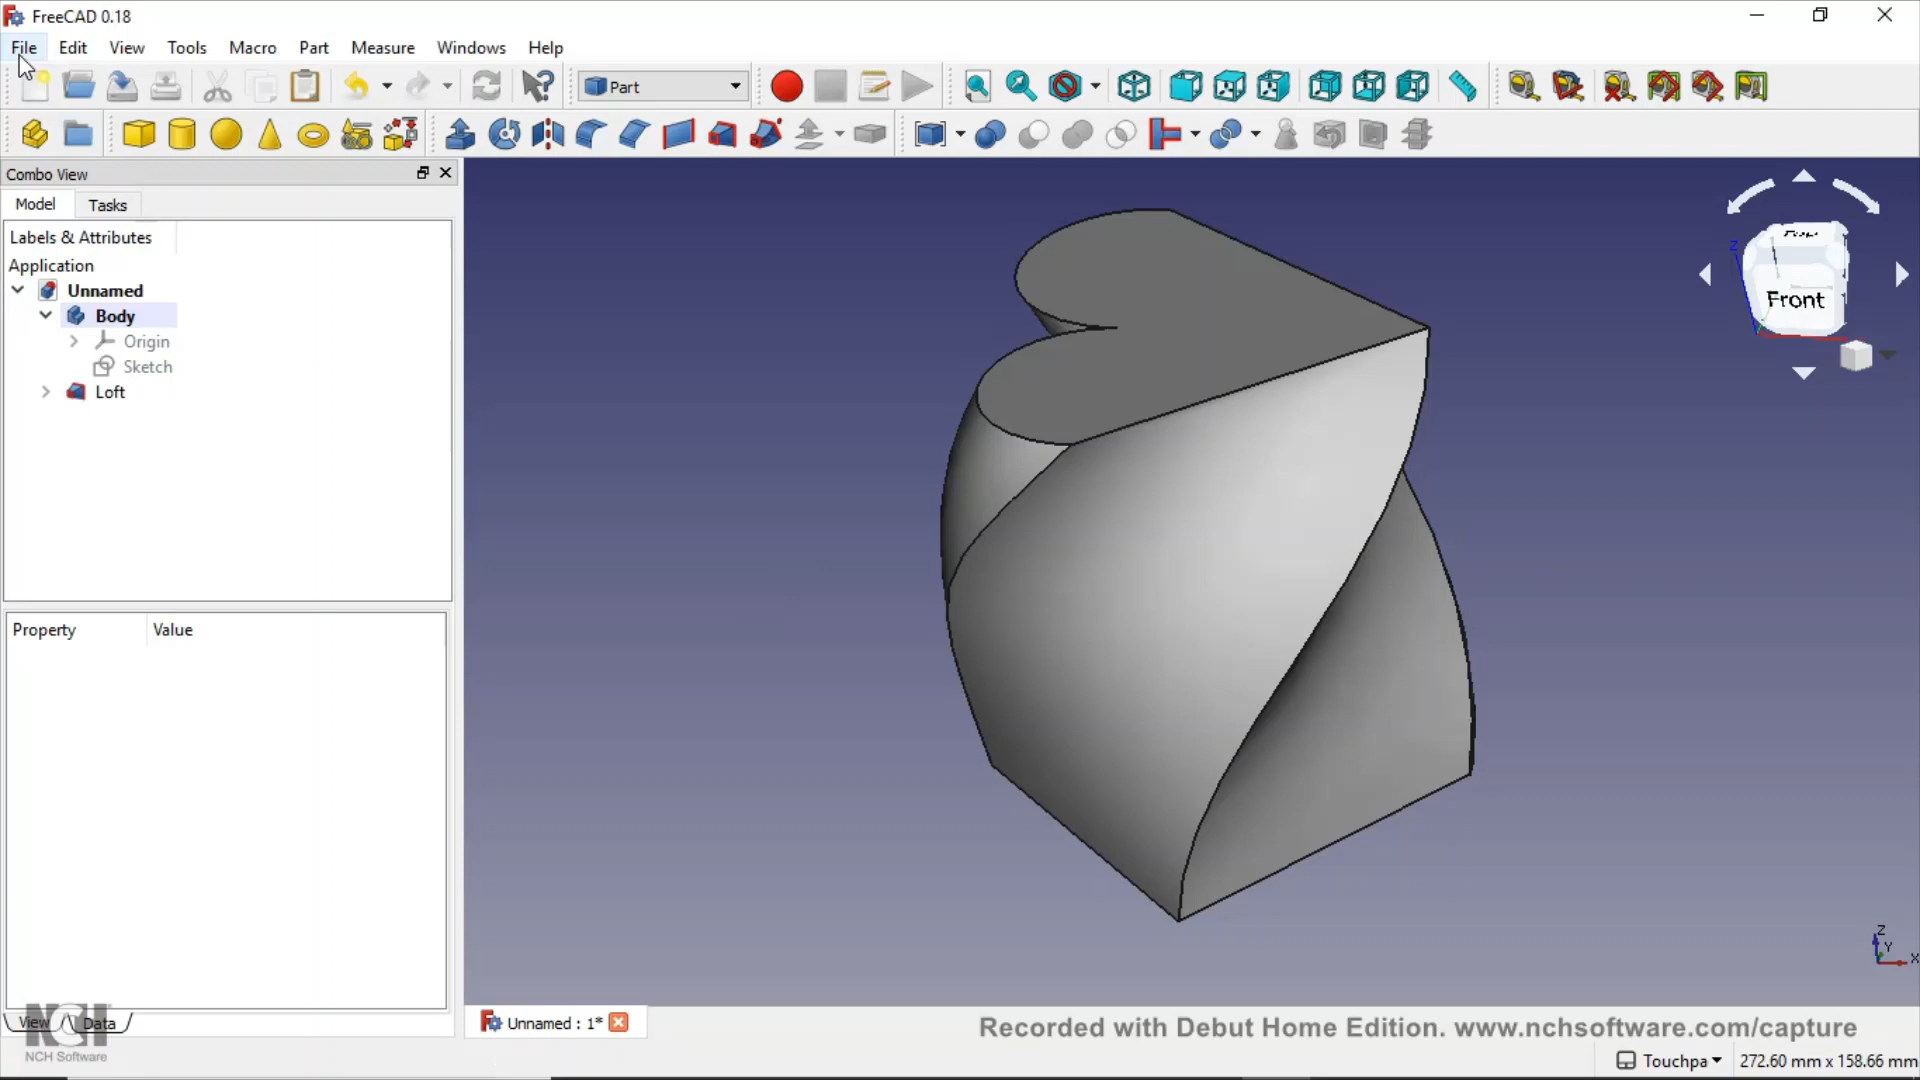 FreeCAD 0.18
File Edit View Tools Macro Part Measure Windows Help
Part
Combo View
Model Tasks
Labels & Attributes
Application
Unnamed
Body
Origin
Sketch
Loft
Property Value
View Data
NCH
NCH Software
Z
Front
Z
Y
X
Unnamed : 1*
Recorded with Debut Home Edition. www.nchsoftware.com/capture
Touchpa 272.60 mm x 158.66 mm